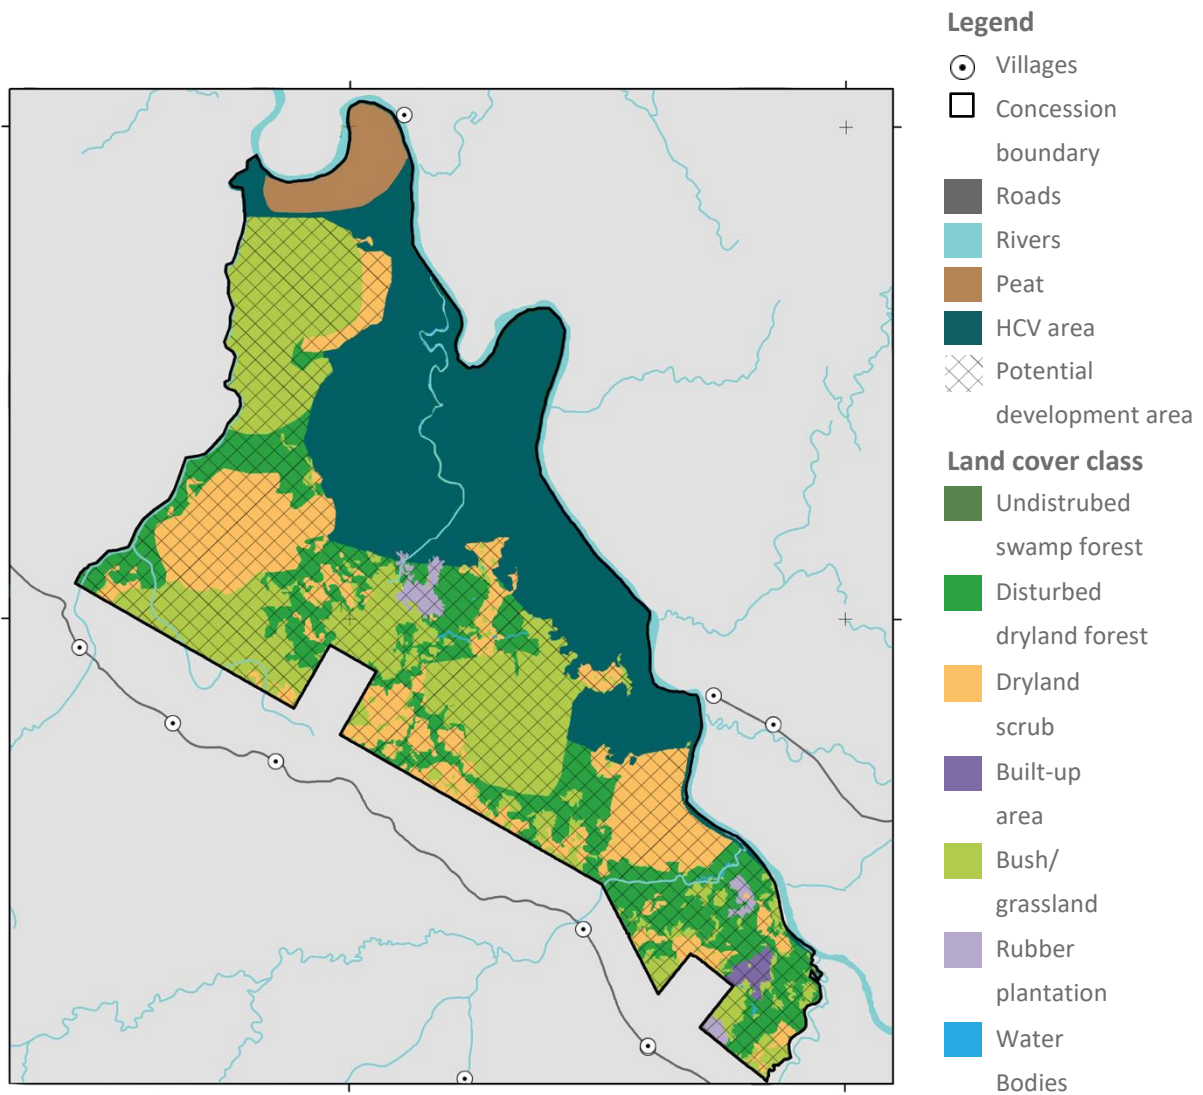 Legend
Villages
Concession
boundary
Roads
Rivers
Peat
HCV area
Potential
development area
Land cover class
Undistrubed
swamp forest
Disturbed
dryland forest
Dryland
scrub
Built-up
area
Bush/
grassland
Rubber
plantation
Water
Bodies